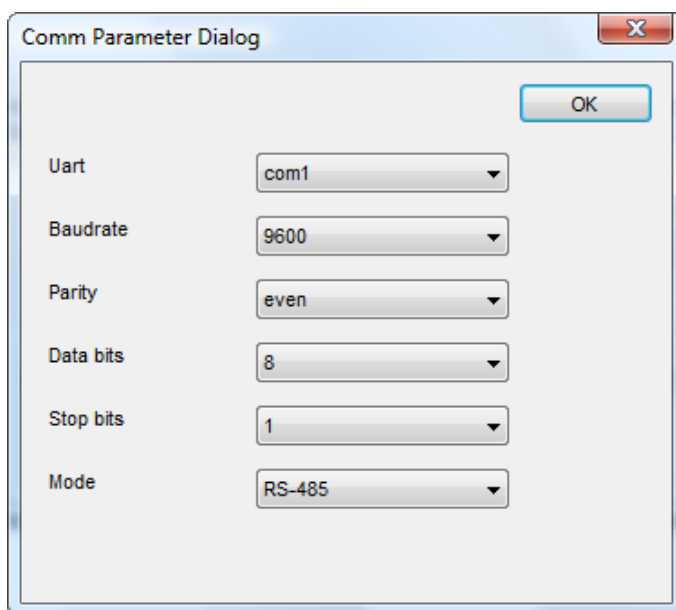 Comm Parameter Dialog
OK
Uart com1
Baudrate 9600
Parity even
Data bits 8
Stop bits 1
Mode RS-485